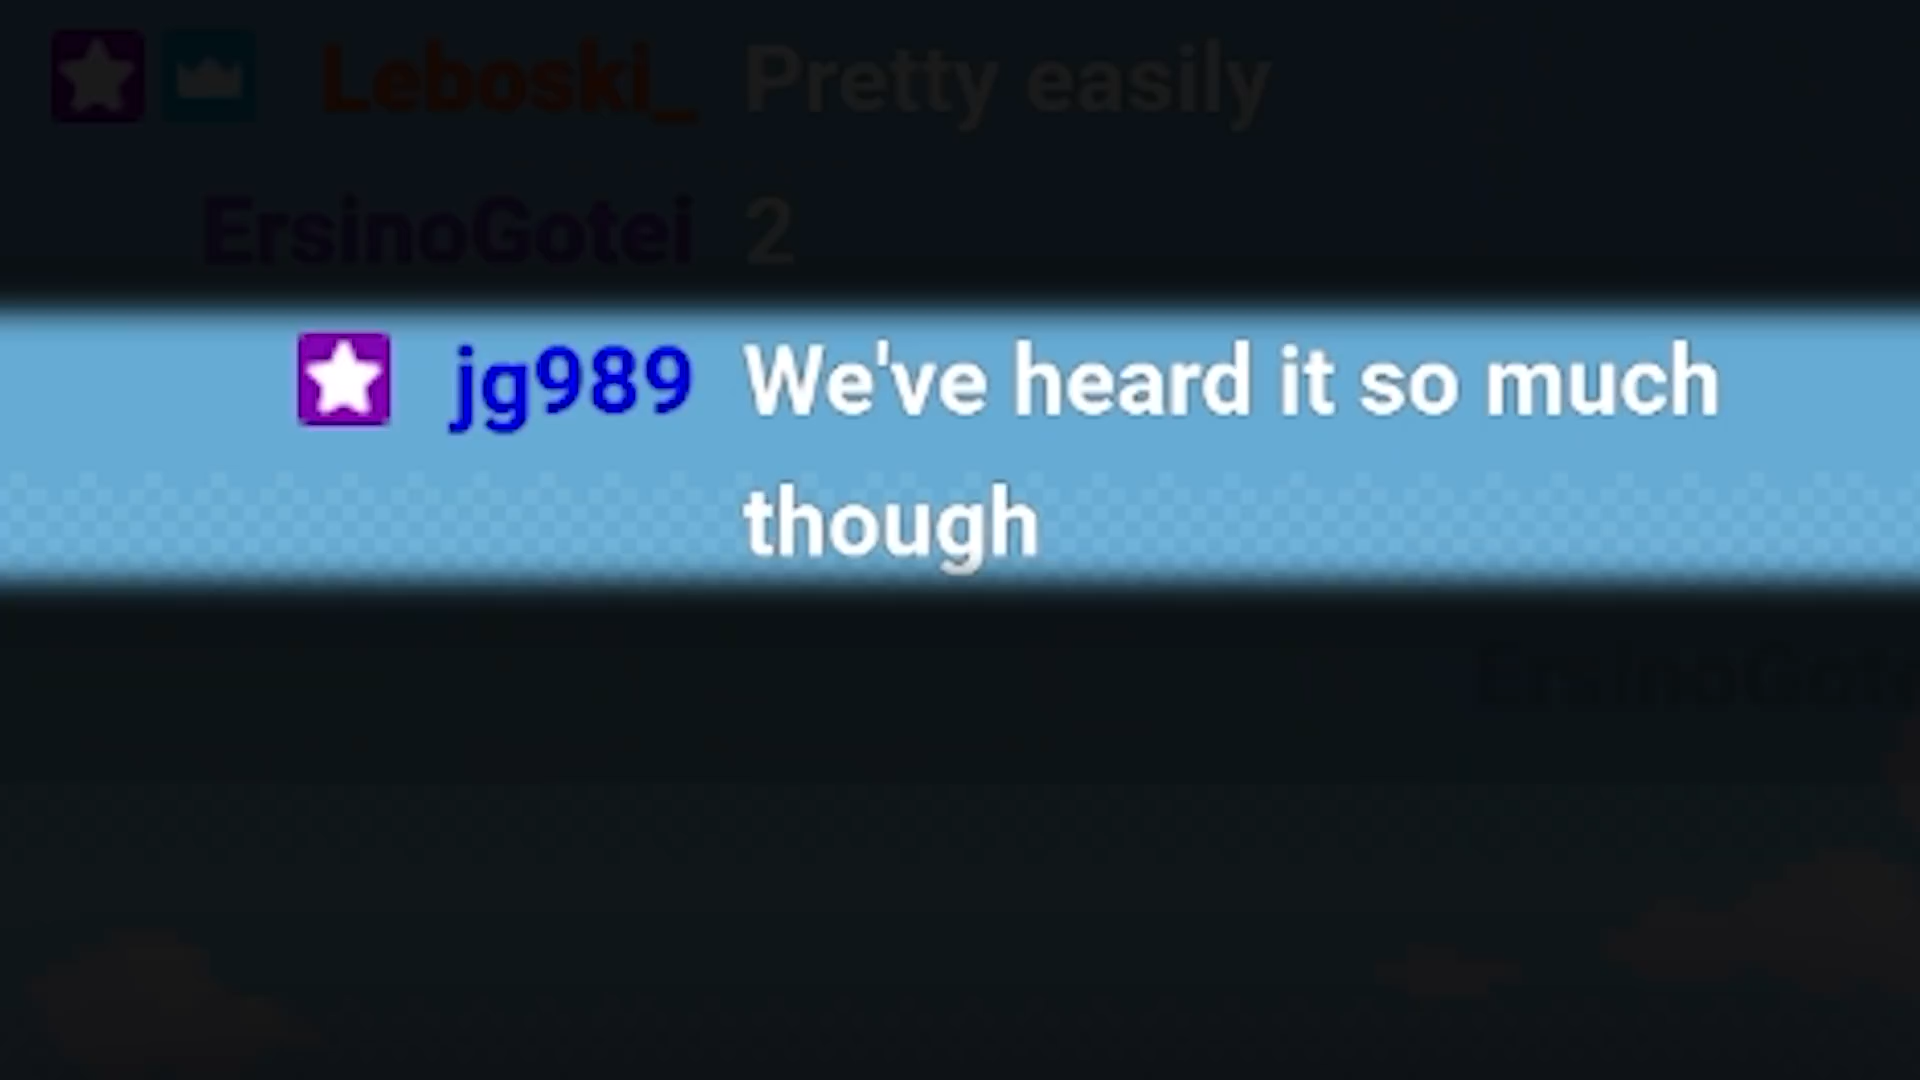 Leboski_ Pretty easily
ErsinoGotei 2
jg989 We've heard it so much
though